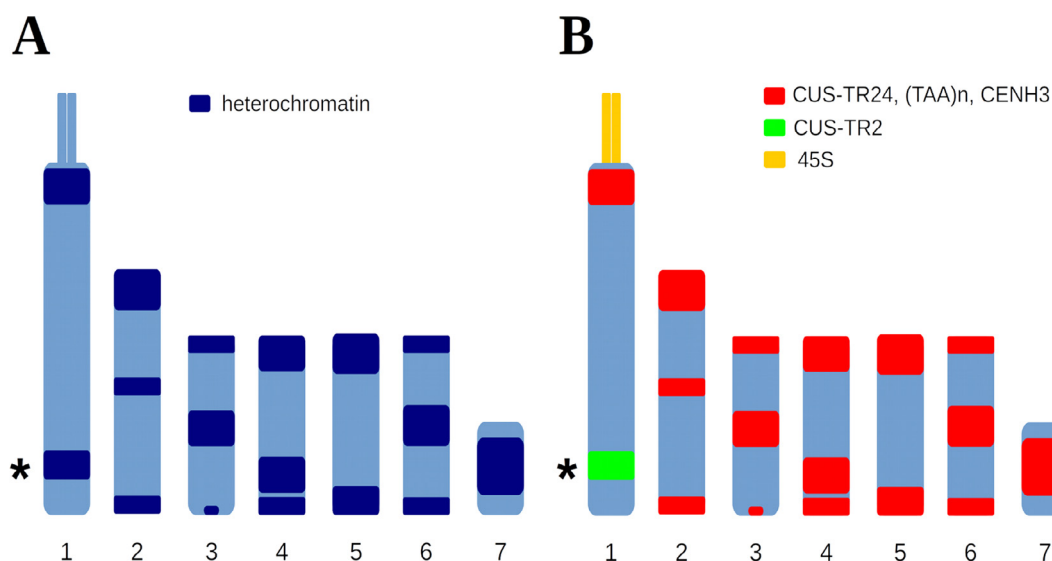 A
heterochromatin
*
1 2 3 4 5 6 7
B
CUS-TR24, (TAA)n, CENH3
CUS-TR2
45S
*
1 2 3 4 5 6 7